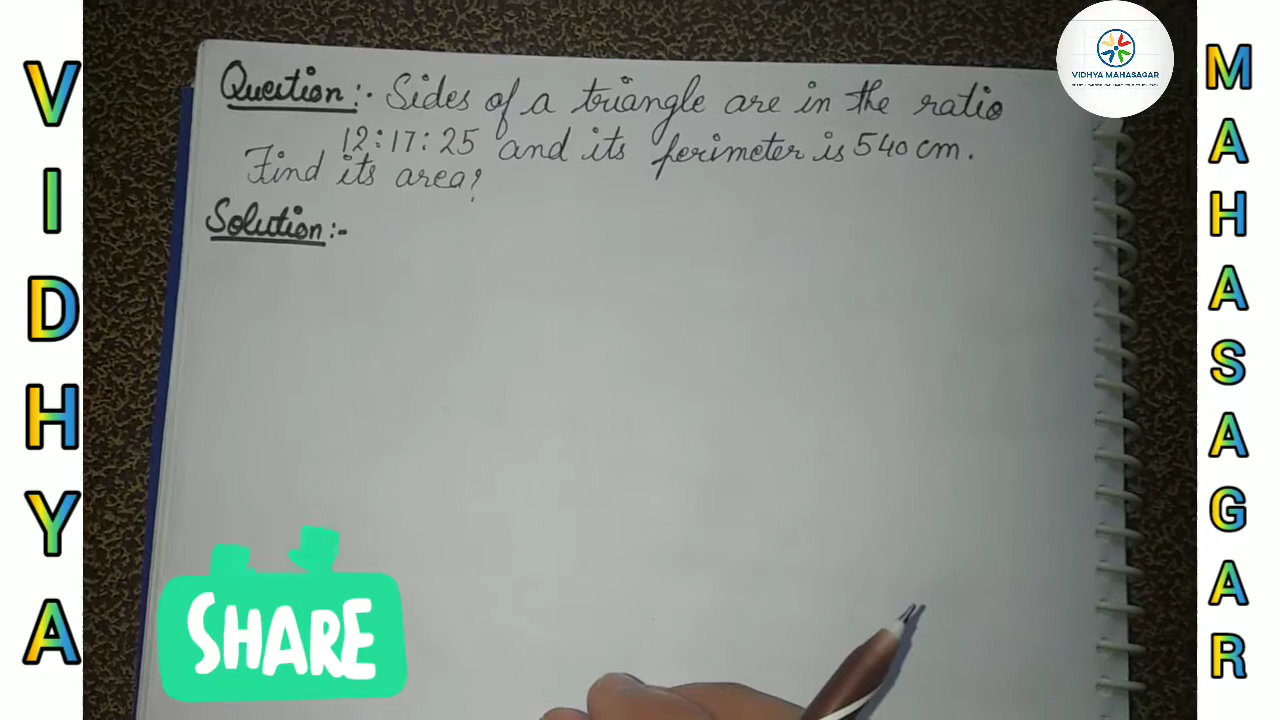 Question:- Sides of a triangle are in the ratio
12:17:25 and its perimeter is 540 cm.
Find its area?
Solution:-
VIDHYA
MAHASAGAR
VIDHYA MAHASAGAR
SHARE